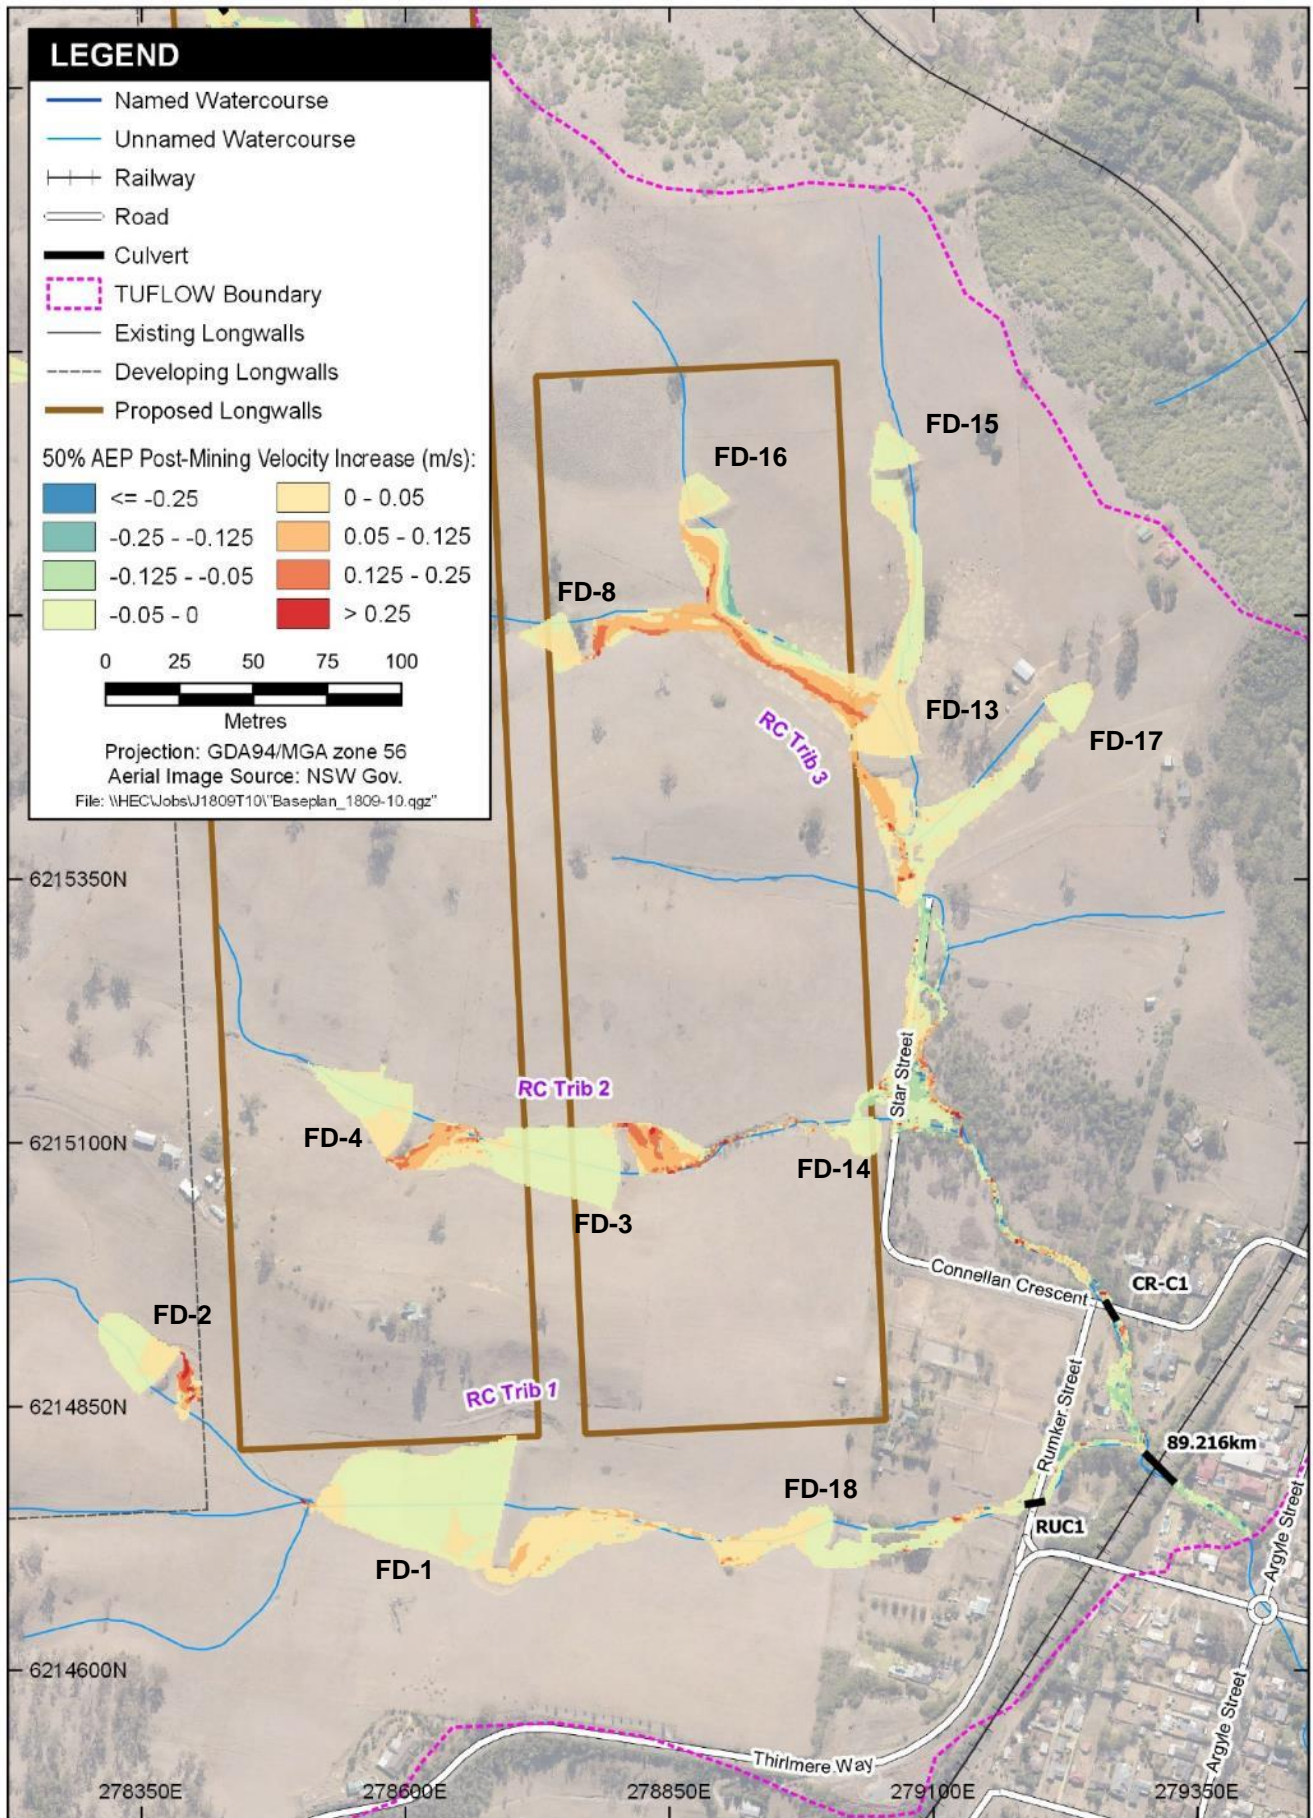 LEGEND
Named Watercourse
Unnamed Watercourse
Railway
Road
Culvert
TUFLOW Boundary
Existing Longwalls
Developing Longwalls
Proposed Longwalls
50% AEP Post-Mining Velocity Increase (m/s):
<= -0.25
0 - 0.05
-0.25 - -0.125
0.05 - 0.125
-0.125 - -0.05
0.125 - 0.25
-0.05 - 0
> 0.25
0 25 50 75 100
Metres
Projection: GDA94/MGA zone 56
Aerial Image Source: NSW Gov.
File: \\HEC\Jobs\J1809T10\"Baseplan_1809-10.qgz"
FD-15
FD-16
FD-8
FD-13
FD-17
RC Trib 3
6215350N
Star Street
RC Trib 2
FD-4
6215100N
FD-14
FD-3
Connellan Crescent
CR-C1
FD-2
RC Trib 1
6214850N
Rumker Street
89.216km
FD-18
RUC1
Argyle Street
FD-1
6214600N
Argyle Street
Thirlmere Way
278350E
278600E
278850E
279100E
279350E